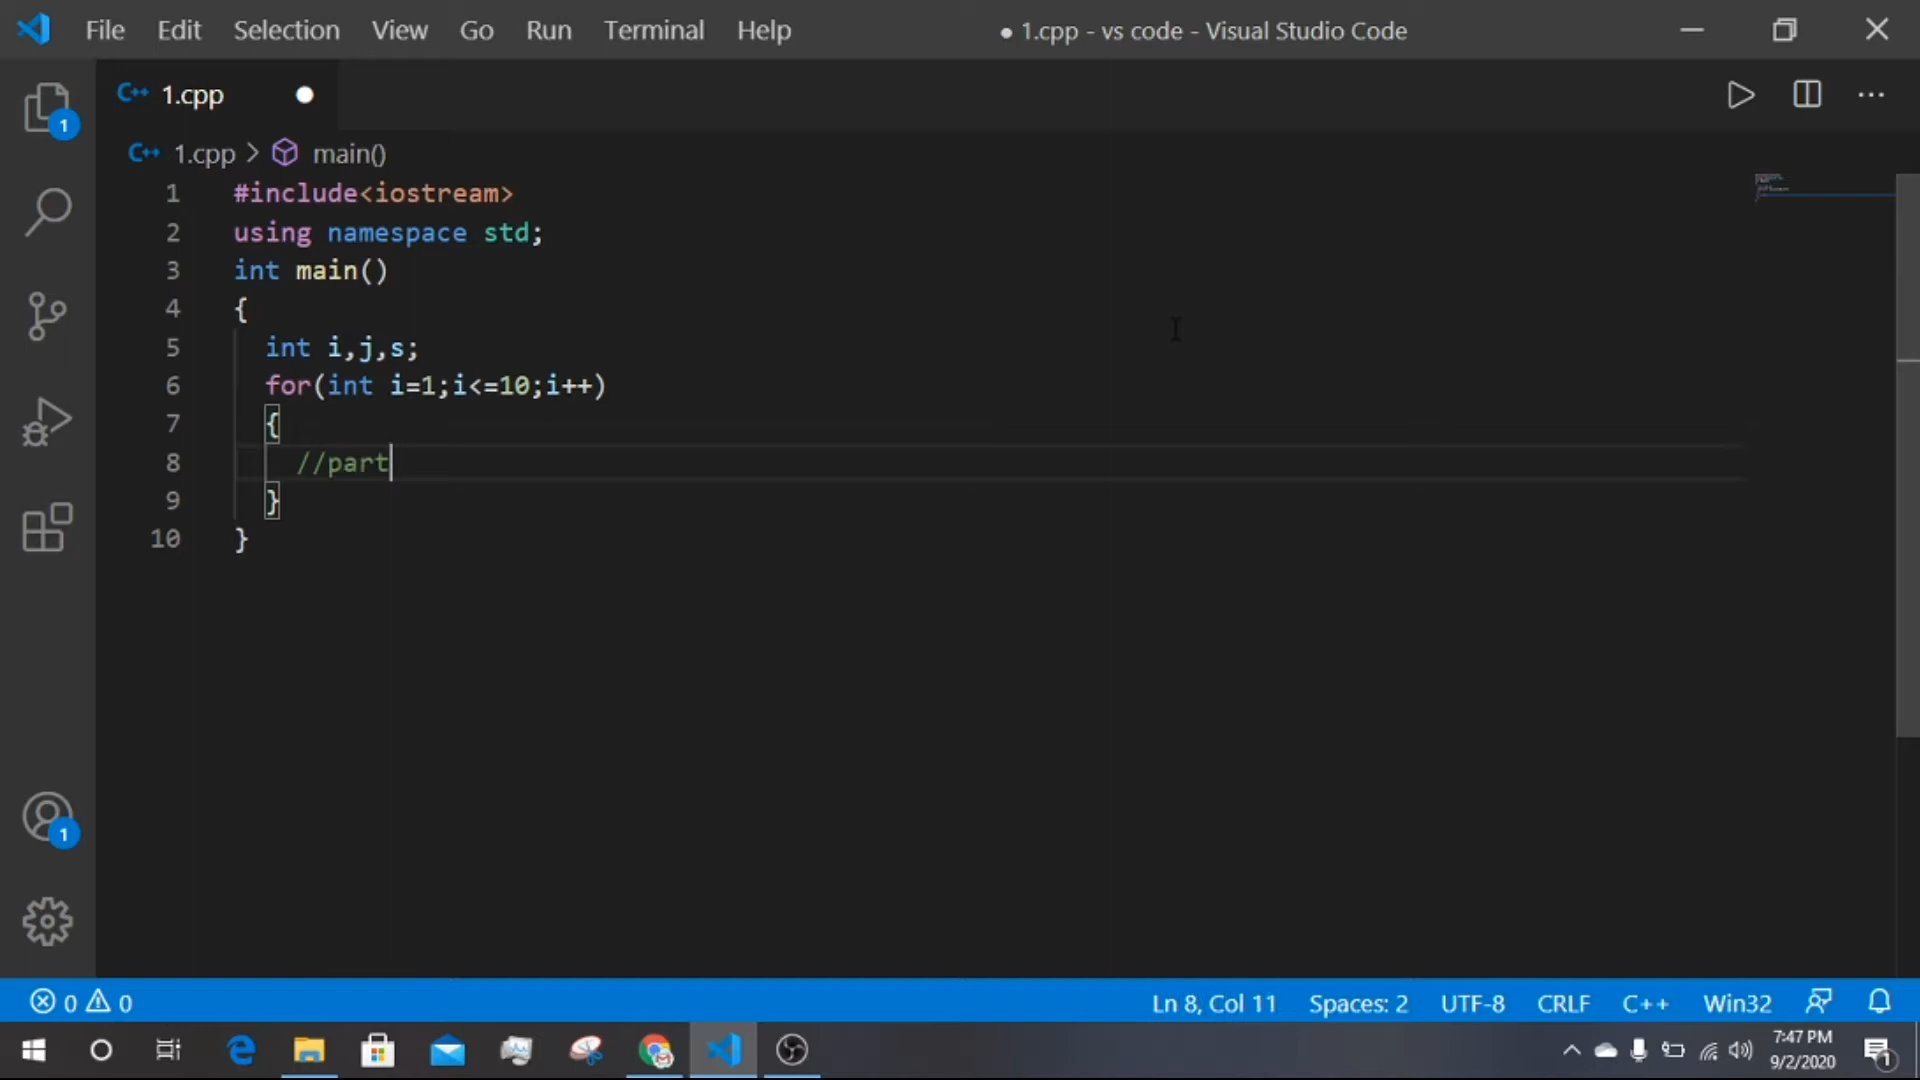 File Edit Selection View Go Run Terminal Help ● 1.cpp - vs code - Visual Studio Code
C++ 1.cpp ●
C++ 1.cpp > main()
1 #include<iostream>
2 using namespace std;
3 int main()
4 {
5 int i,j,s;
6 for(int i=1;i<=10;i++)
7 {
8 //part
9 }
10 }
1
1
0 0 Ln 8, Col 11 Spaces: 2 UTF-8 CRLF C++ Win32
7:47 PM
9/2/2020
1